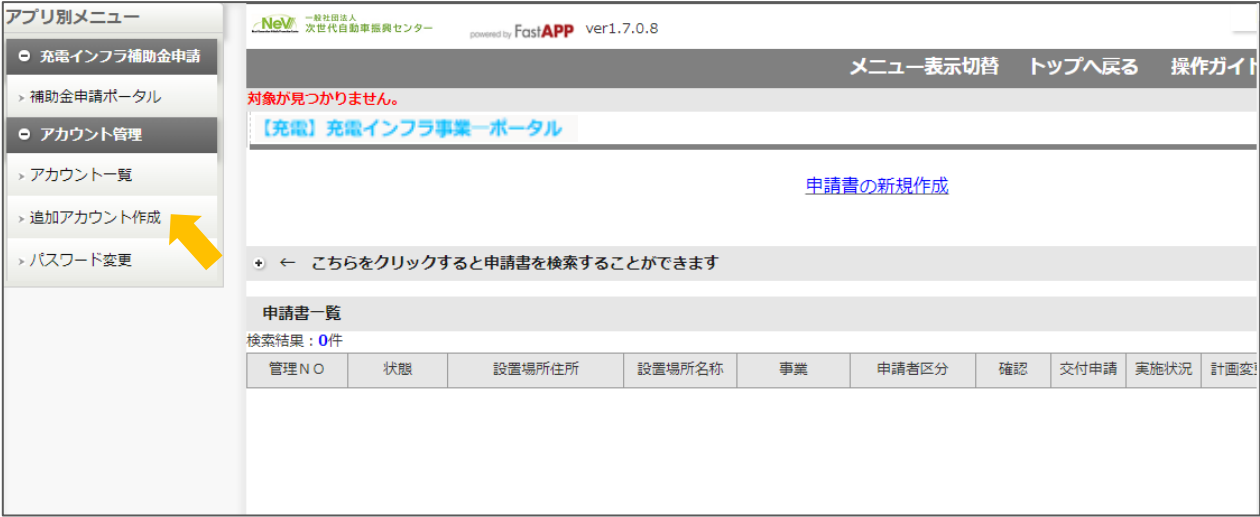 アプリ別メニュー
充電インフラ補助金申請
補助金申請ポータル
アカウント管理
アカウント一覧
追加アカウント作成
パスワード変更
NeV 一般社団法人
次世代自動車振興センター
powered by FastAPP ver1.7.0.8
メニュー表示切替 トップへ戻る 操作ガイド
対象が見つかりません。
【充電】充電インフラ事業―ポータル
申請書の新規作成
← こちらをクリックすると申請書を検索することができます
申請書一覧
検索結果：0件
管理ＮＯ 状態 設置場所住所 設置場所名称 事業 申請者区分 確認 交付申請 実施状況 計画変